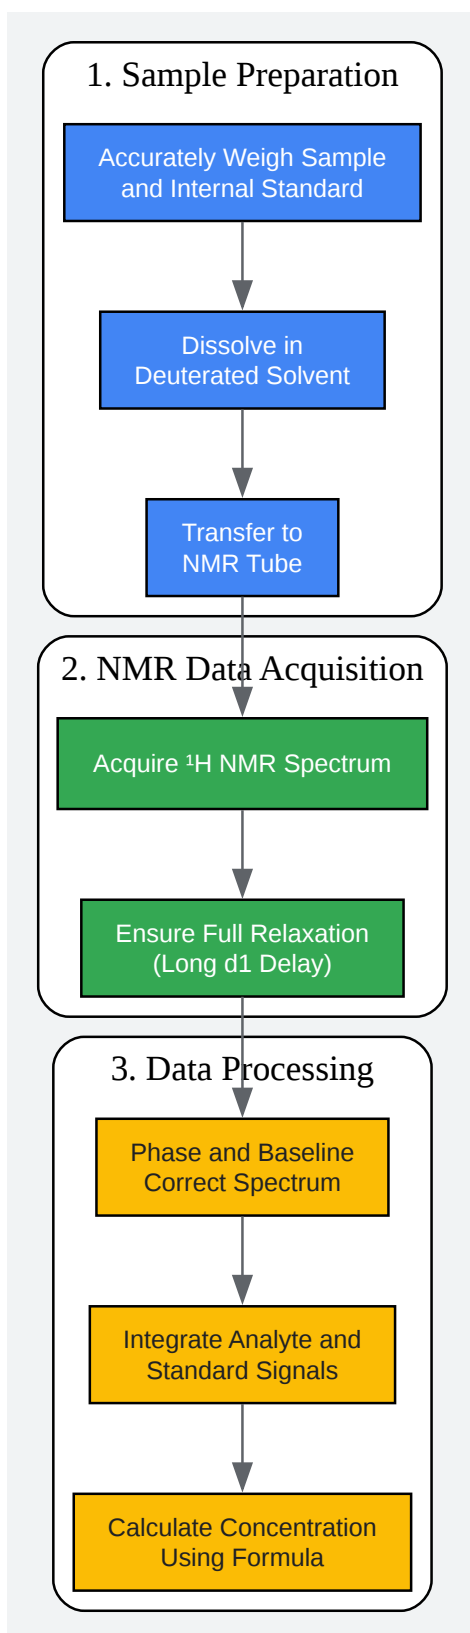 1. Sample Preparation
Accurately Weigh Sample
and Internal Standard
Dissolve in
Deuterated Solvent
Transfer to
NMR Tube
2. NMR Data Acquisition
Acquire ¹H NMR Spectrum
Ensure Full Relaxation
(Long d1 Delay)
3. Data Processing
Phase and Baseline
Correct Spectrum
Integrate Analyte and
Standard Signals
Calculate Concentration
Using Formula